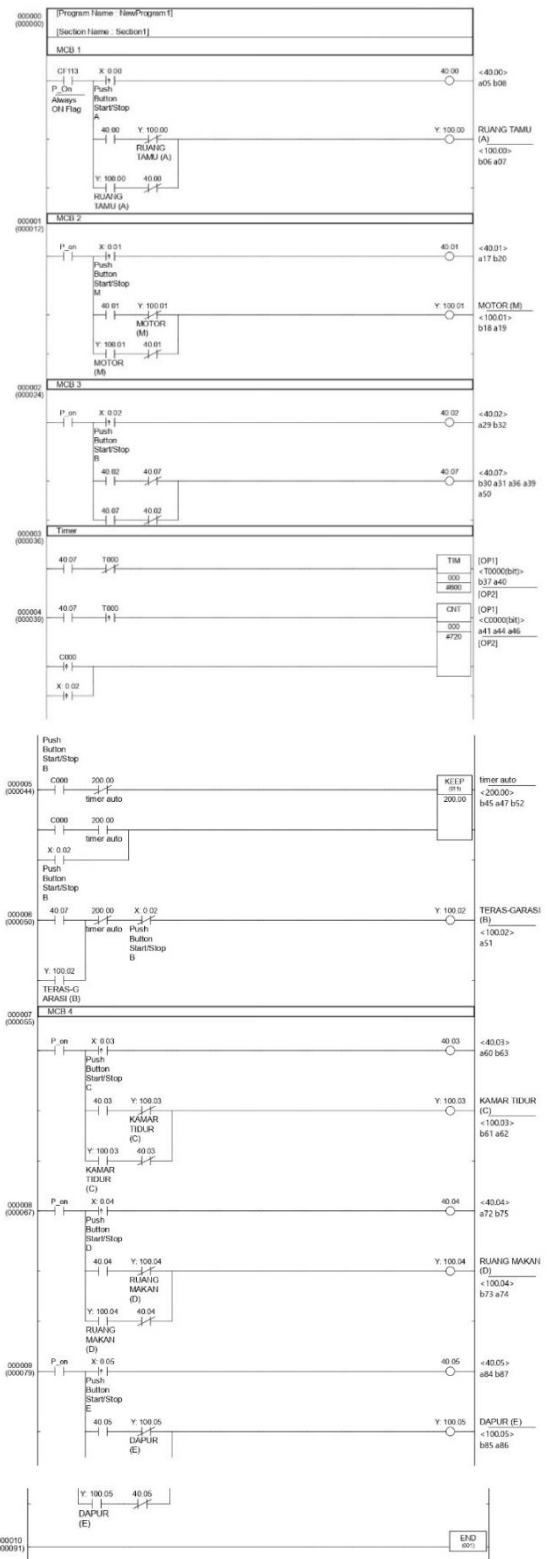 000000
(000000)
[Program Name : NewProgram1]
[Section Name : Section1]
MCB 1
CF113
P_On
Always
ON Flag
X: 0.00
Push
Button
Start/Stop
A
40.00
<40.00>
a05 b08
40.00
Y: 100.00
RUANG
TAMU (A)
Y: 100.00
RUANG TAMU
(A)
<100.00>
b06 a07
Y: 100.00
40.00
RUANG
TAMU (A)
000001
(000012)
MCB 2
P_on
X: 0.01
Push
Button
Start/Stop
M
40.01
<40.01>
a17 b20
40.01
Y: 100.01
MOTOR
(M)
Y: 100.01
MOTOR (M)
<100.01>
b18 a19
Y: 100.01
40.01
MOTOR
(M)
000002
(000024)
MCB 3
P_on
X: 0.02
Push
Button
Start/Stop
B
40.02
<40.02>
a29 b32
40.02
40.07
40.07
<40.07>
b30 a31 a36 a39
a50
40.07
40.02
000003
(000036)
Timer
40.07
T000
TIM
000
#600
[OP1]
<T0000(bit)>
b37 a40
[OP2]
000004
(000039)
40.07
T000
CNT
000
#720
[OP1]
<C0000(bit)>
a41 a44 a46
[OP2]
C000
X: 0.02
Push
Button
Start/Stop
B
000005
(000044)
C000
200.00
timer auto
KEEP
(011)
200.00
timer auto
<200.00>
b45 a47 b52
C000
200.00
timer auto
X: 0.02
Push
Button
Start/Stop
B
000006
(000050)
40.07
200.00
timer auto
X: 0.02
Push
Button
Start/Stop
B
Y: 100.02
TERAS-GARASI
(B)
<100.02>
a51
Y: 100.02
TERAS-G
ARASI (B)
000007
(000055)
MCB 4
P_on
X: 0.03
Push
Button
Start/Stop
C
40.03
<40.03>
a60 b63
40.03
Y: 100.03
KAMAR
TIDUR
(C)
Y: 100.03
KAMAR TIDUR
(C)
<100.03>
b61 a62
Y: 100.03
40.03
KAMAR
TIDUR
(C)
000008
(000067)
P_on
X: 0.04
Push
Button
Start/Stop
D
40.04
<40.04>
a72 b75
40.04
Y: 100.04
RUANG
MAKAN
(D)
Y: 100.04
RUANG MAKAN
(D)
<100.04>
b73 a74
Y: 100.04
40.04
RUANG
MAKAN
(D)
000009
(000079)
P_on
X: 0.05
Push
Button
Start/Stop
E
40.05
<40.05>
a84 b87
40.05
Y: 100.05
DAPUR
(E)
Y: 100.05
DAPUR (E)
<100.05>
b85 a86
Y: 100.05
40.05
DAPUR
(E)
00010
00091)
END
(001)